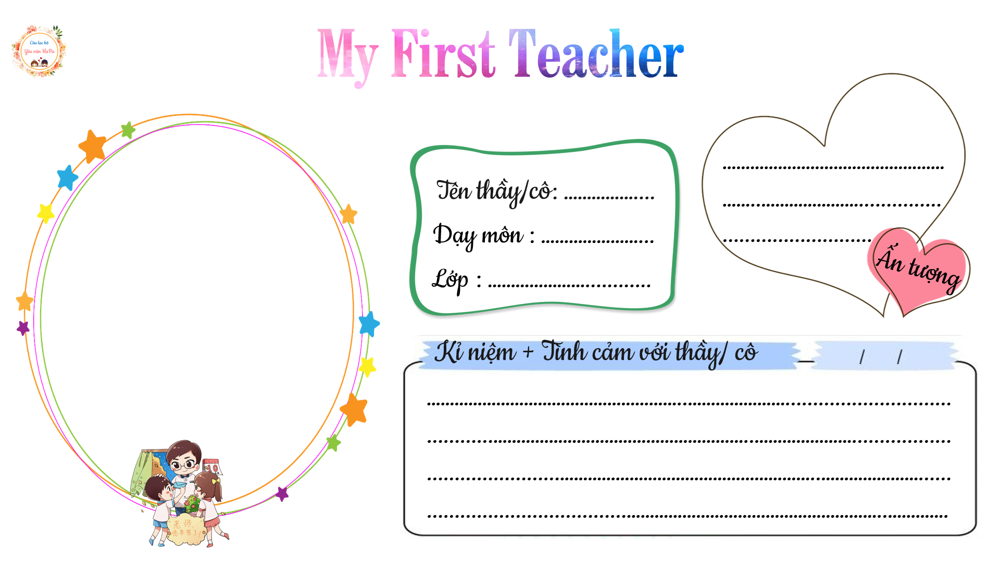 Câu lạc bộ
Yêu văn HaPu
My First Teacher
Tên thầy/cô: ....................
Dạy môn : .........................
Lớp : ..................................
...............................................
...............................................
................................
Ấn tượng
Kỉ niệm + Tình cảm với thầy/ cô
/ /
................................................................................................................
................................................................................................................
................................................................................................................
................................................................................................................
10
老师,
您辛苦了!